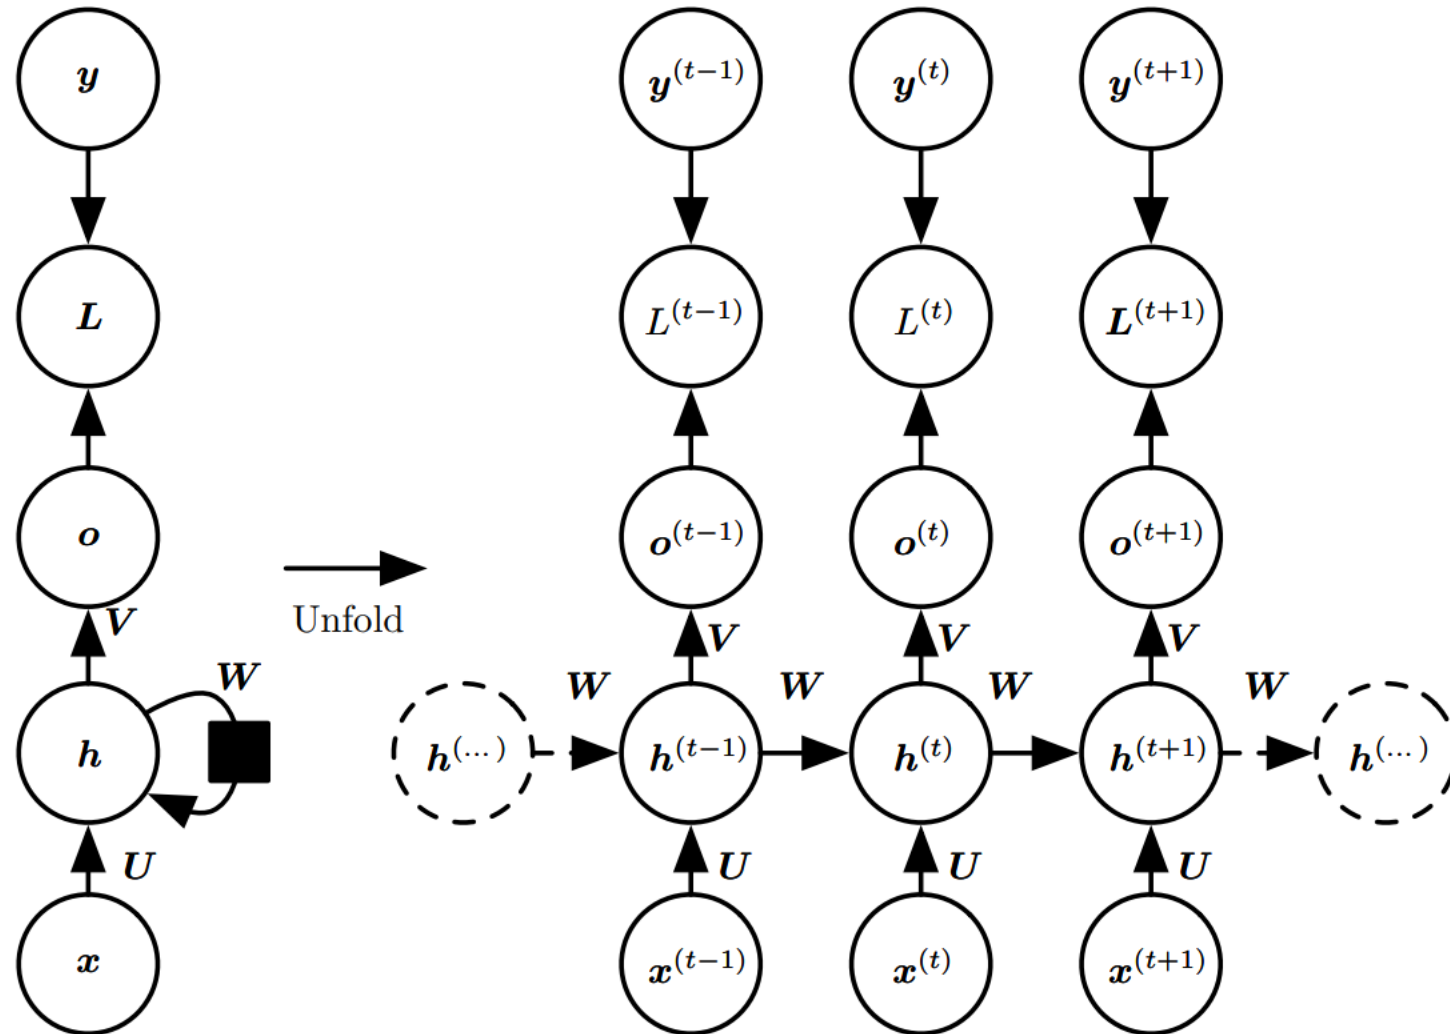 y y^{(t−1)} y^{(t)} y^{(t+1)}
L L^{(t−1)} L^{(t)} L^{(t+1)}
o o^{(t−1)} o^{(t)} o^{(t+1)}
Unfold
V V V V
W W W W W
h h^{(...)} h^{(t−1)} h^{(t)} h^{(t+1)} h^{(...)}
U U U U
x x^{(t−1)} x^{(t)} x^{(t+1)}